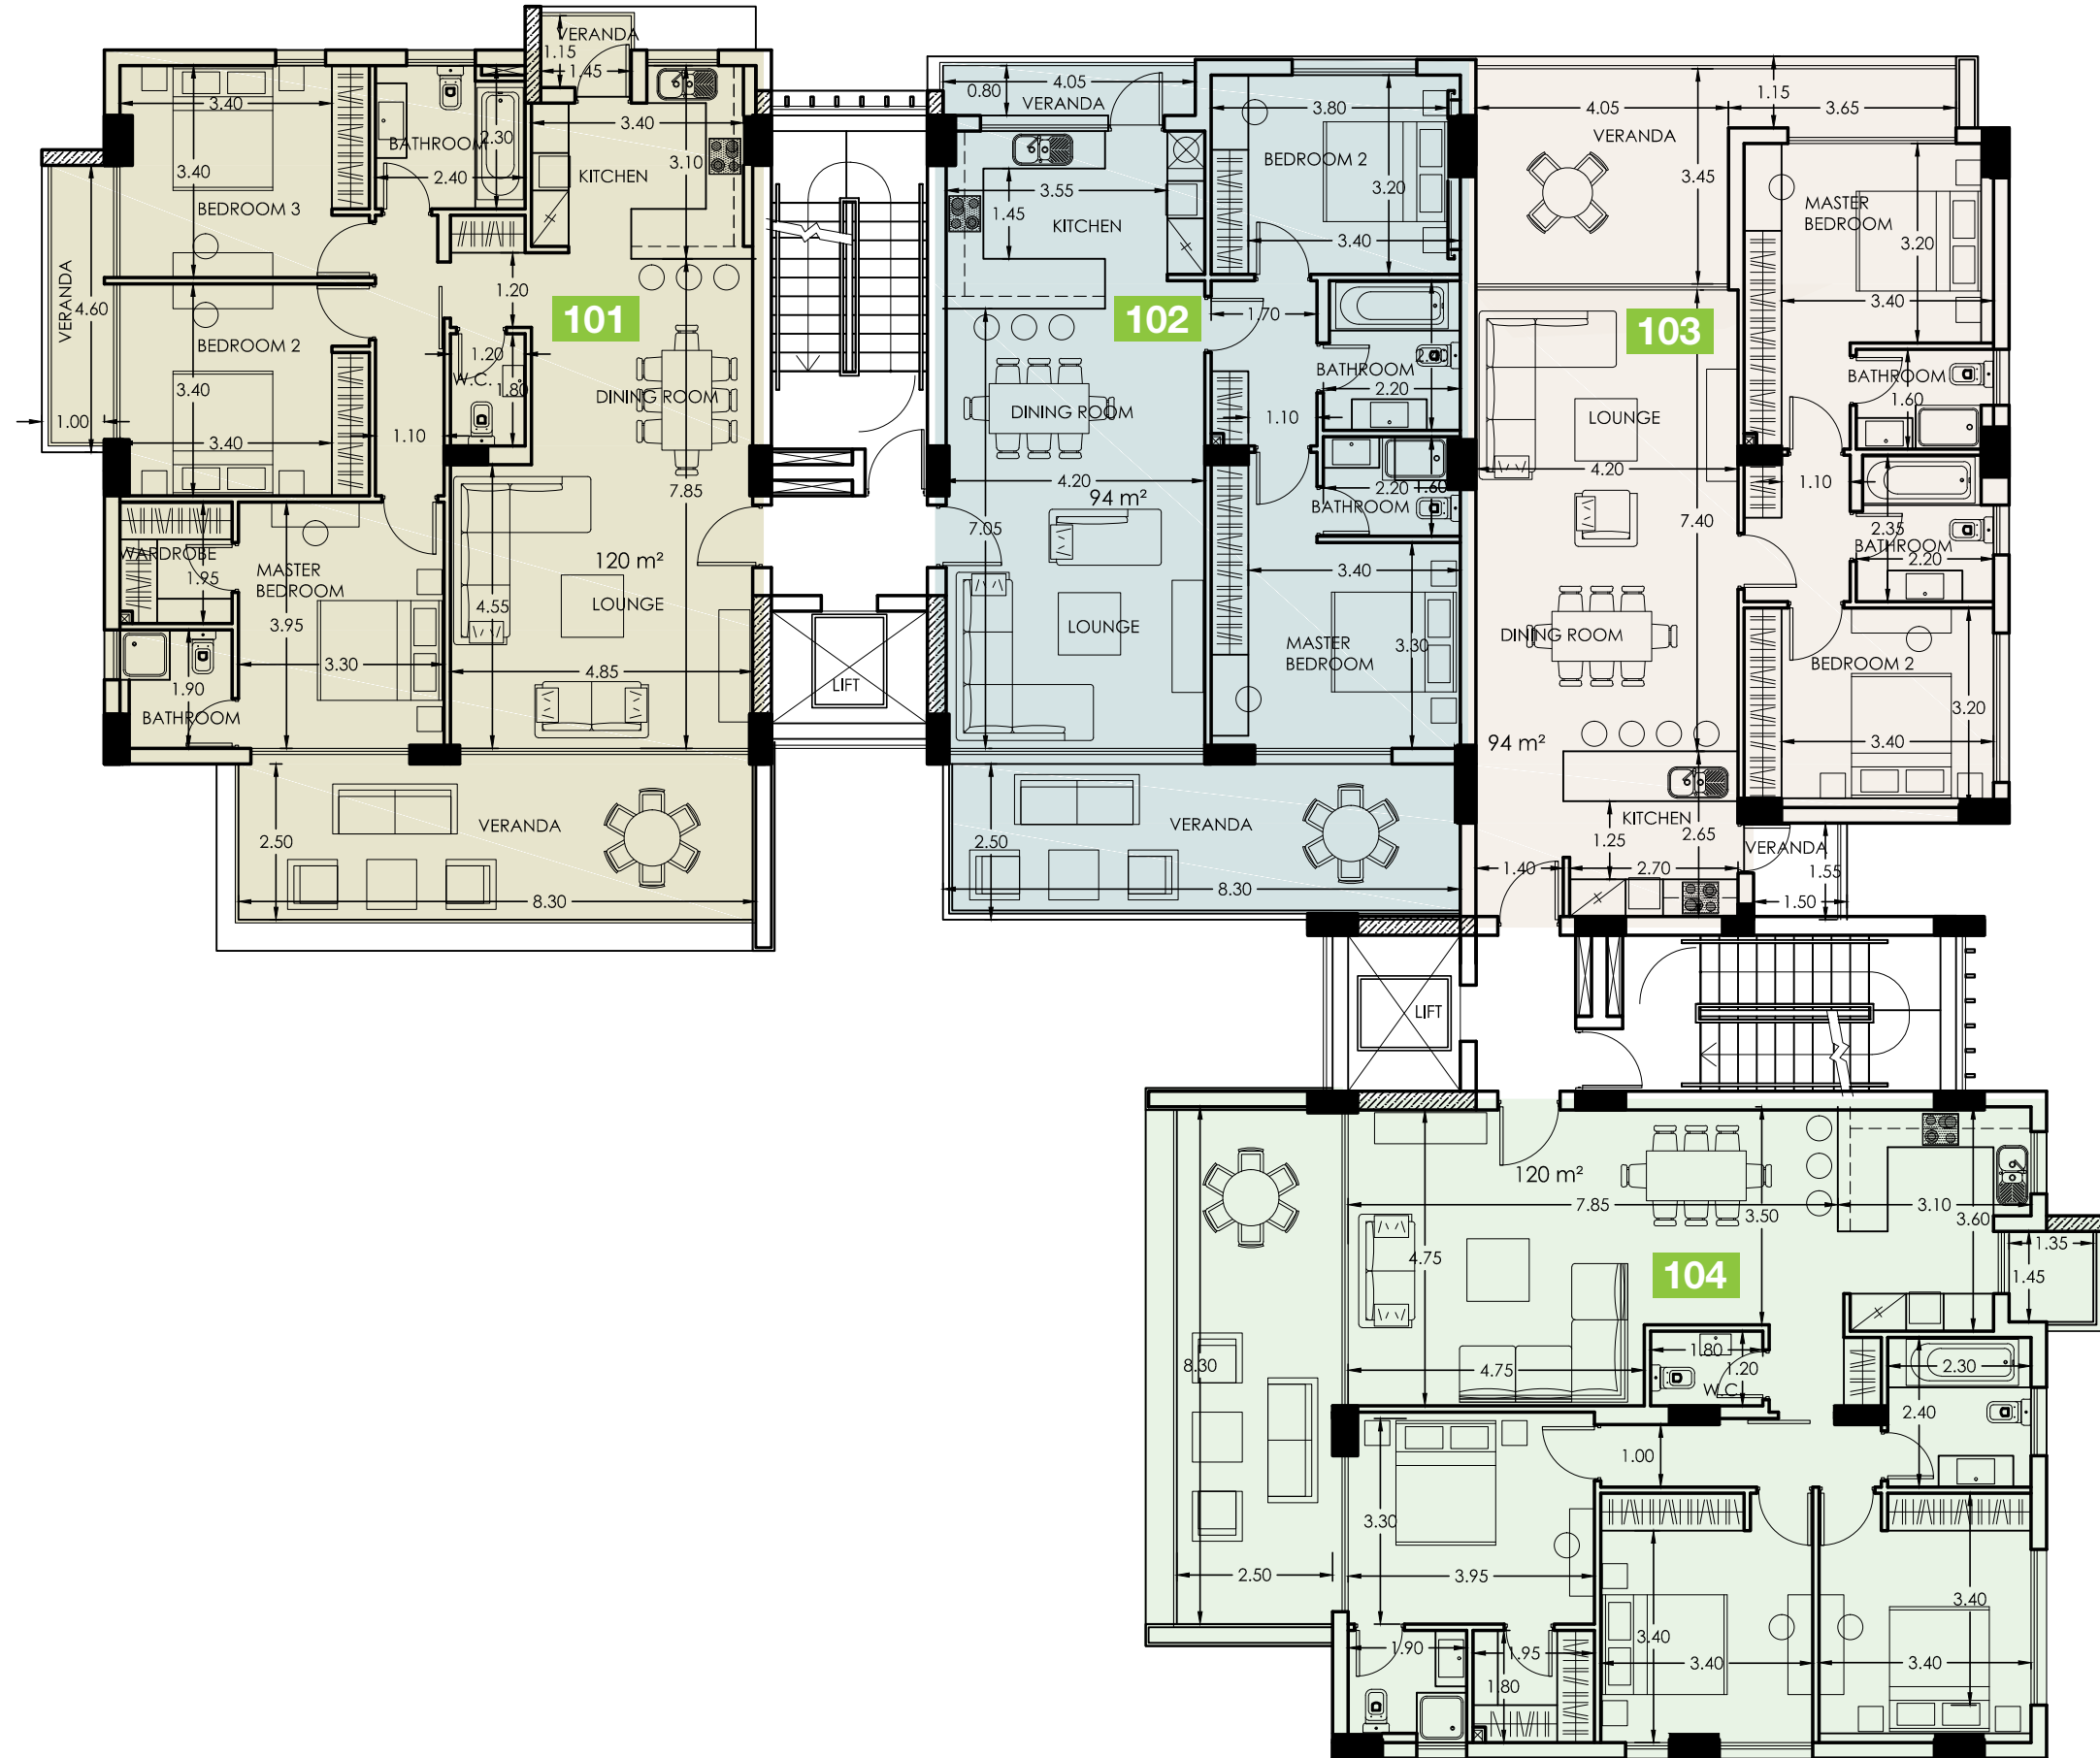 VERANDA
1.15
1.45
3.40
3.40
BEDROOM 3
BATHROOM
2.30
2.40
3.40
3.10
KITCHEN
VERANDA
4.60
1.00
BEDROOM 2
3.40
3.40
1.10
1.20
1.20
W.C.
1.80
101
DINING ROOM
7.85
WARDROBE
1.95
MASTER
BEDROOM
3.95
3.30
1.90
BATHROOM
120 m²
4.55
LOUNGE
4.85
LIFT
2.50
VERANDA
8.30
0.80
4.05
VERANDA
3.55
1.45
KITCHEN
3.80
BEDROOM 2
3.20
3.40
102
1.70
DINING ROOM
BATHROOM
2.20
1.10
4.20
94 m²
2.20
1.60
BATHROOM
7.05
3.40
LOUNGE
MASTER
BEDROOM
3.30
2.50
VERANDA
8.30
4.05
1.15
3.65
VERANDA
3.45
MASTER
BEDROOM
3.20
3.40
103
LOUNGE
BATHROOM
1.60
4.20
1.10
7.40
2.35
BATHROOM
2.20
DINING ROOM
BEDROOM 2
3.20
3.40
94 m²
KITCHEN
1.25
2.65
VERANDA
1.40
2.70
1.55
1.50
LIFT
120 m²
7.85
3.50
3.10
3.60
1.35
1.45
4.75
104
8.30
4.75
1.80
1.20
W.C.
2.30
2.40
1.00
3.30
2.50
3.95
3.40
3.40
3.40
3.40
1.90
1.95
1.80